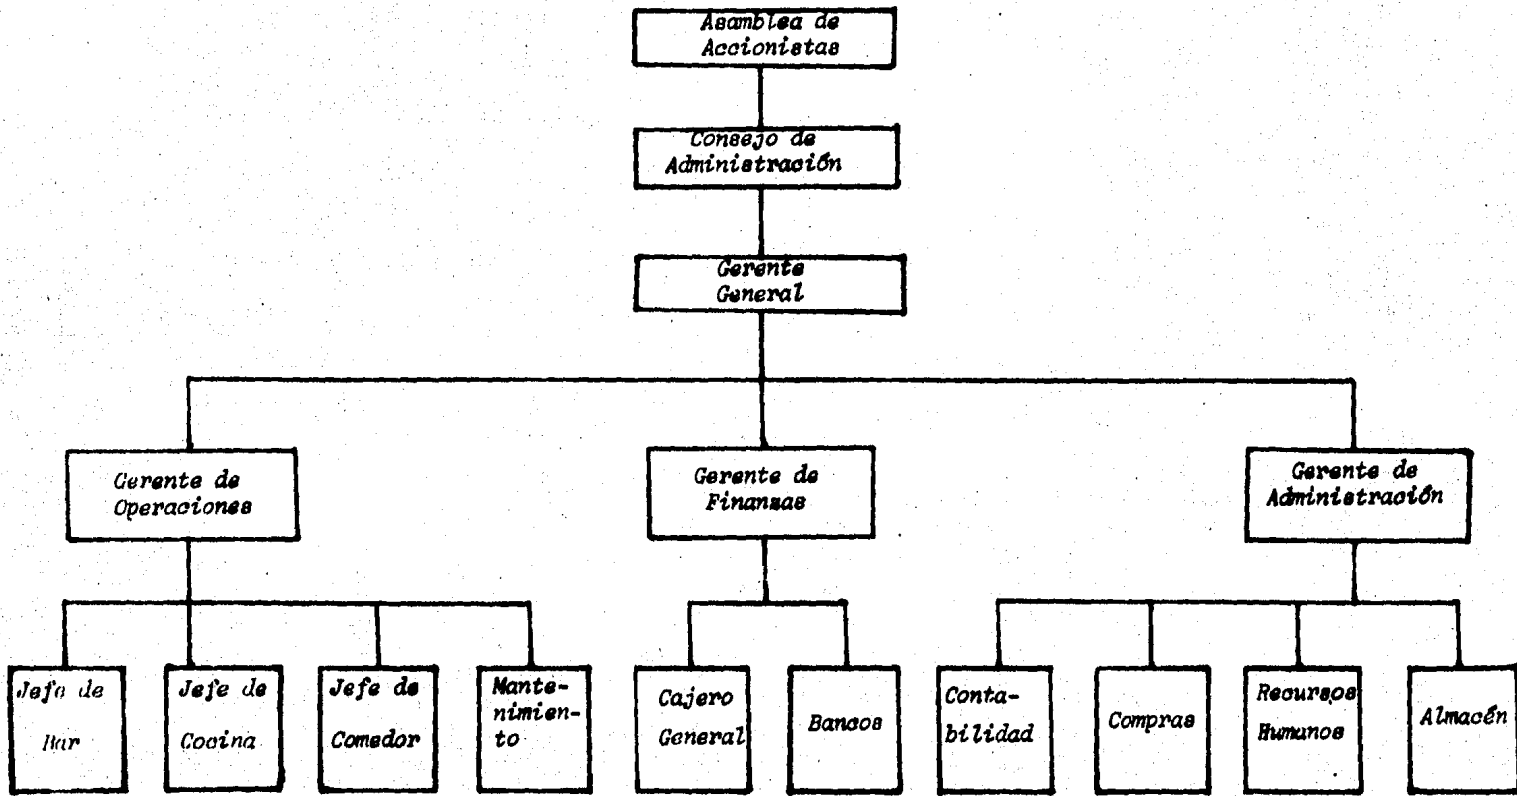 Asamblea de
Accionistas
Consejo de
Administración
Gerente
General
Gerente de
Operaciones
Gerente de
Finanzas
Gerente de
Administración
Jefe de
Bar
Jefe de
Cocina
Jefe de
Comedor
Mante-
nimien-
to
Cajero
General
Bancos
Conta-
bilidad
Compras
Recursos
Humanos
Almacén